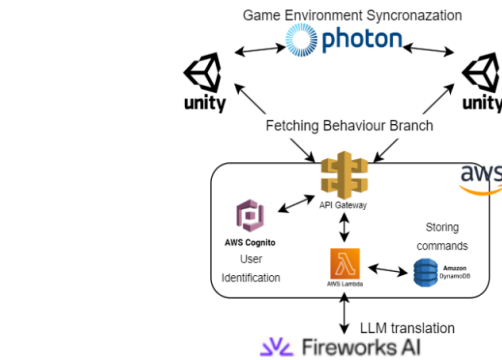 Game Environment Syncronazation
photon
unity
unity
Fetching Behaviour Branch
aws
API Gateway
AWS Cognito
User
Identification
Storing
commands
AWS Lambda
Amazon
DynamoDB
LLM translation
Fireworks AI